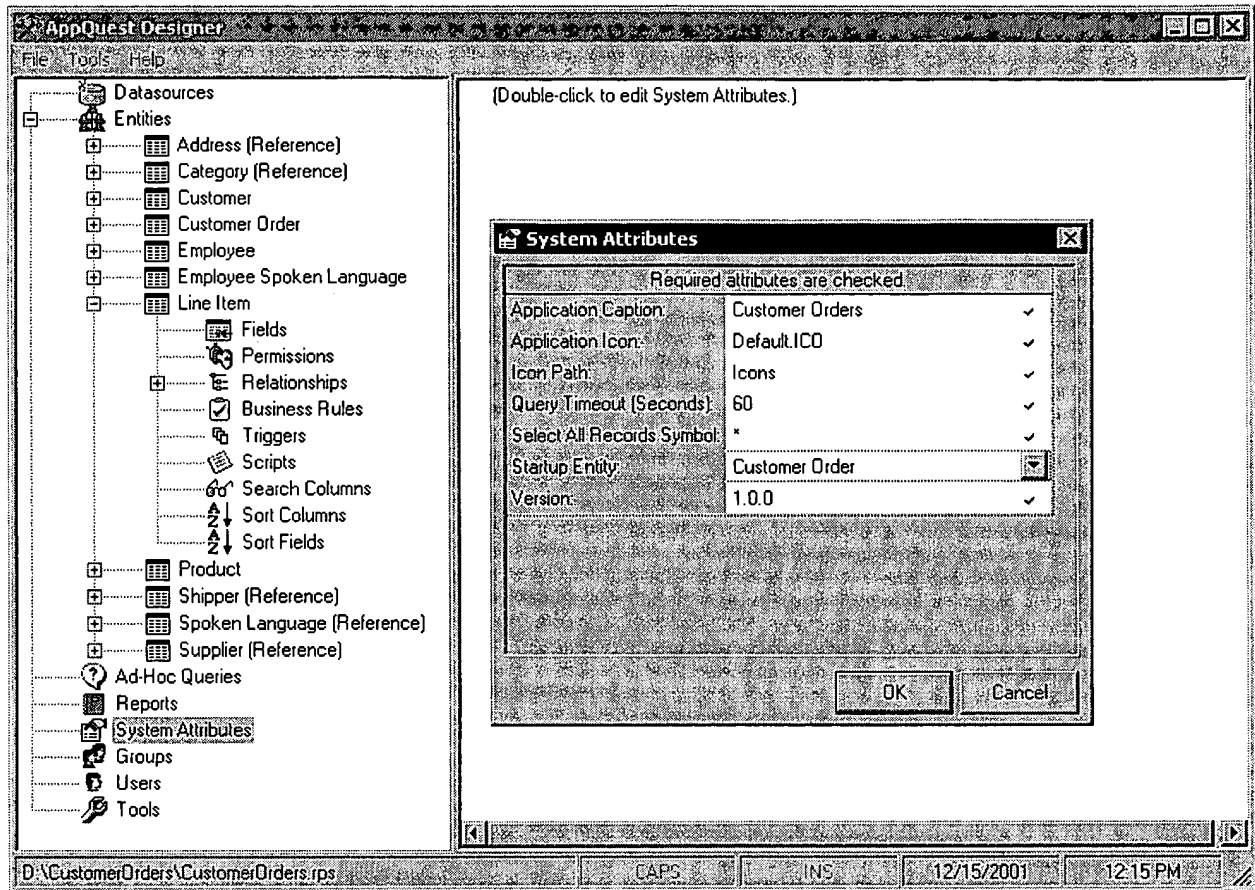 AppQuest Designer
File Tools Help
Datasources
Entities
Address (Reference)
Category (Reference)
Customer
Customer Order
Employee
Employee Spoken Language
Line Item
Fields
Permissions
Relationships
Business Rules
Triggers
Scripts
Search Columns
Sort Columns
Sort Fields
Product
Shipper (Reference)
Spoken Language (Reference)
Supplier (Reference)
Ad-Hoc Queries
Reports
System Attributes
Groups
Users
Tools
(Double-click to edit System Attributes.)
System Attributes
Required attributes are checked.
Application Caption: Customer Orders
Application Icon: Default.ICO
Icon Path: Icons
Query Timeout (Seconds): 60
Select All Records Symbol: *
Startup Entity: Customer Order
Version: 1.0.0
OK Cancel
D:\CustomerOrders\CustomerOrders.rps CAPS INS 12/15/2001 12:15 PM